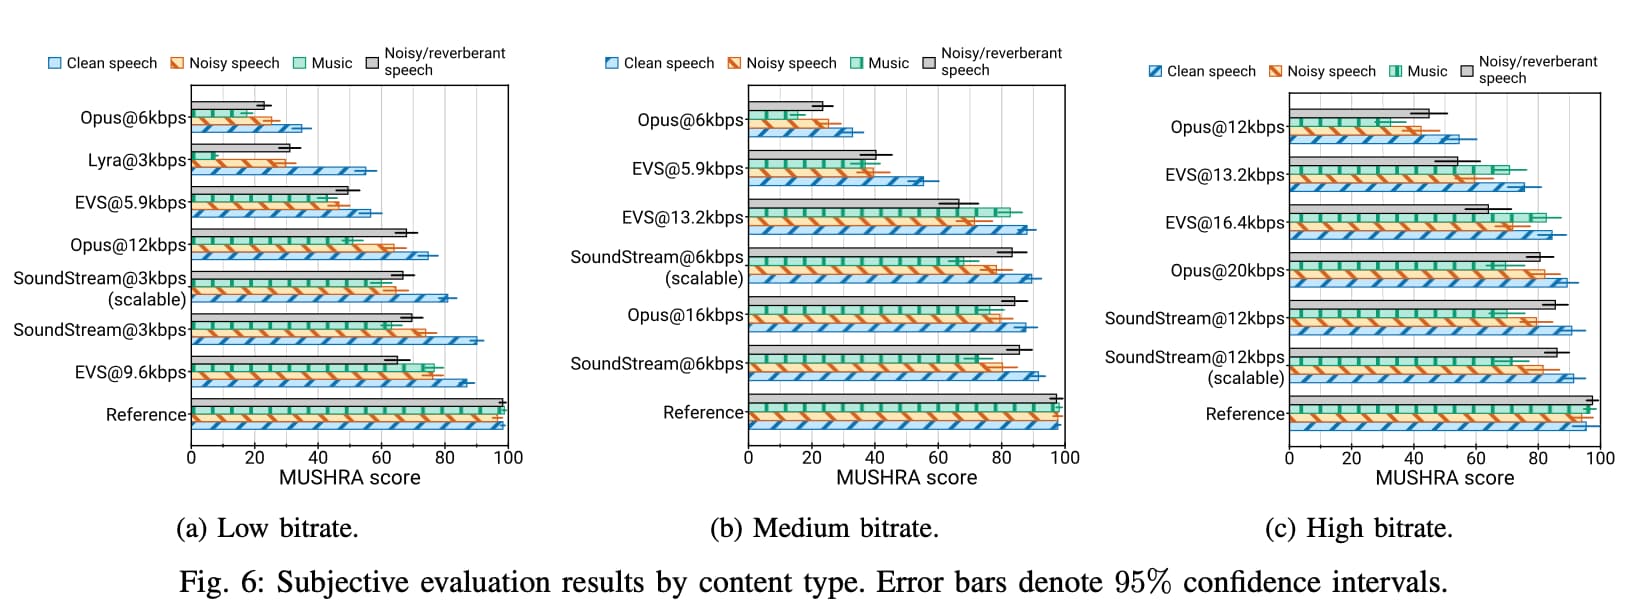 Clean speech Noisy speech Music Noisy/reverberant speech
Opus@6kbps
Lyra@3kbps
EVS@5.9kbps
Opus@12kbps
SoundStream@3kbps
(scalable)
SoundStream@3kbps
EVS@9.6kbps
Reference
0 20 40 60 80 100
MUSHRA score
(a) Low bitrate.
Clean speech Noisy speech Music Noisy/reverberant speech
Opus@6kbps
EVS@5.9kbps
EVS@13.2kbps
SoundStream@6kbps
(scalable)
Opus@16kbps
SoundStream@6kbps
Reference
0 20 40 60 80 100
MUSHRA score
(b) Medium bitrate.
Clean speech Noisy speech Music Noisy/reverberant speech
Opus@12kbps
EVS@13.2kbps
EVS@16.4kbps
Opus@20kbps
SoundStream@12kbps
SoundStream@12kbps
(scalable)
Reference
0 20 40 60 80 100
MUSHRA score
(c) High bitrate.
Fig. 6: Subjective evaluation results by content type. Error bars denote 95% confidence intervals.